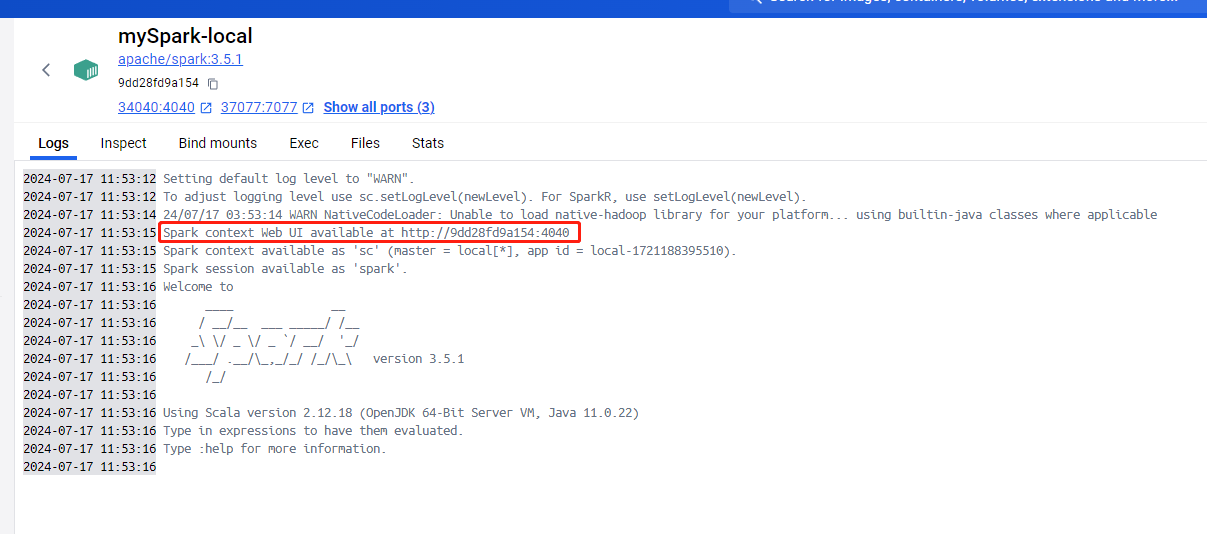 Search for images, containers, volumes, extensions and more...
mySpark-local
apache/spark:3.5.1
9dd28fd9a154
34040:4040 37077:7077 Show all ports (3)
Logs Inspect Bind mounts Exec Files Stats
2024-07-17 11:53:12 Setting default log level to "WARN".
2024-07-17 11:53:12 To adjust logging level use sc.setLogLevel(newLevel). For SparkR, use setLogLevel(newLevel).
2024-07-17 11:53:14 24/07/17 03:53:14 WARN NativeCodeLoader: Unable to load native-hadoop library for your platform... using builtin-java classes where applicable
2024-07-17 11:53:15 Spark context Web UI available at http://9dd28fd9a154:4040
2024-07-17 11:53:15 Spark context available as 'sc' (master = local[*], app id = local-1721188395510).
2024-07-17 11:53:15 Spark session available as 'spark'.
2024-07-17 11:53:16 Welcome to
2024-07-17 11:53:16       ____              __
2024-07-17 11:53:16      / __/__  ___ _____/ /__
2024-07-17 11:53:16     _\ \/ _ \/ _ `/ __/  '_/
2024-07-17 11:53:16    /___/ .__/\_,_/_/ /_/\_\   version 3.5.1
2024-07-17 11:53:16       /_/
2024-07-17 11:53:16
2024-07-17 11:53:16 Using Scala version 2.12.18 (OpenJDK 64-Bit Server VM, Java 11.0.22)
2024-07-17 11:53:16 Type in expressions to have them evaluated.
2024-07-17 11:53:16 Type :help for more information.
2024-07-17 11:53:16